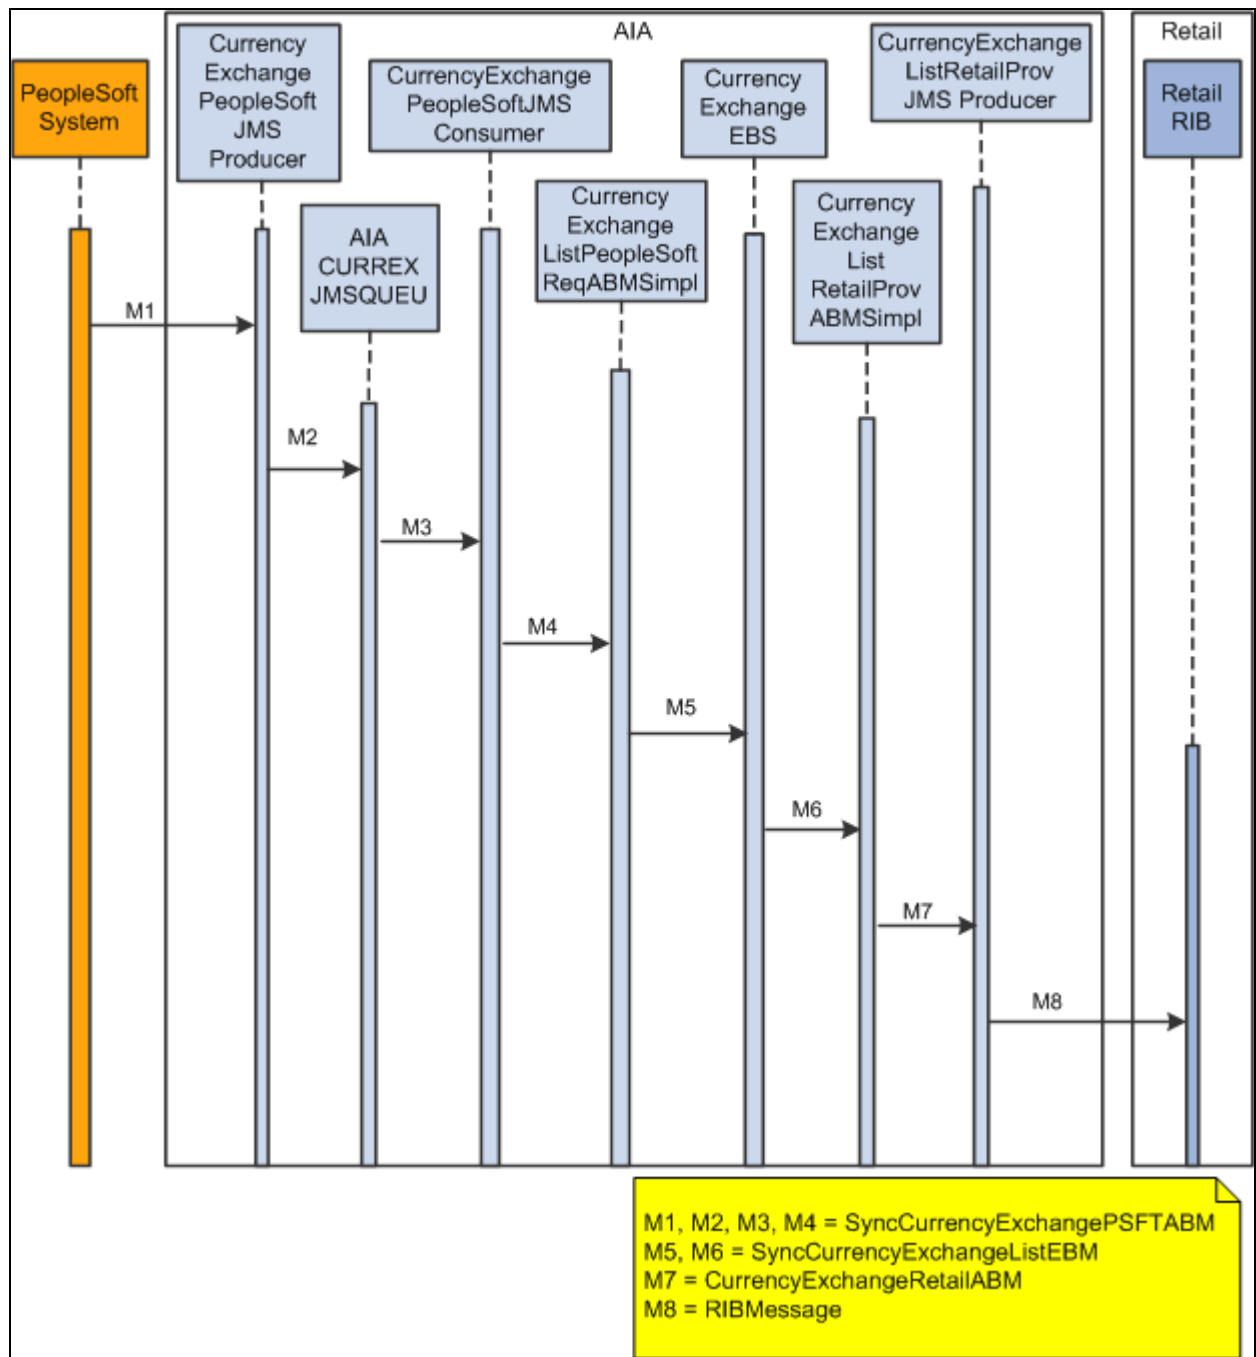 AIA
Retail
PeopleSoft
System
Currency
Exchange
PeopleSoft
JMS
Producer
AIA
CURREX
JMSQUEU
CurrencyExchange
PeopleSoftJMS
Consumer
Currency
Exchange
ListPeopleSoft
ReqABMSimpl
Currency
Exchange
EBS
Currency
Exchange
List
RetailProv
ABMSimpl
CurrencyExchange
ListRetailProv
JMS Producer
Retail
RIB
M1
M2
M3
M4
M5
M6
M7
M8
M1, M2, M3, M4 = SyncCurrencyExchangePSFTABM
M5, M6 = SyncCurrencyExchangeListEBM
M7 = CurrencyExchangeRetailABM
M8 = RIBMessage